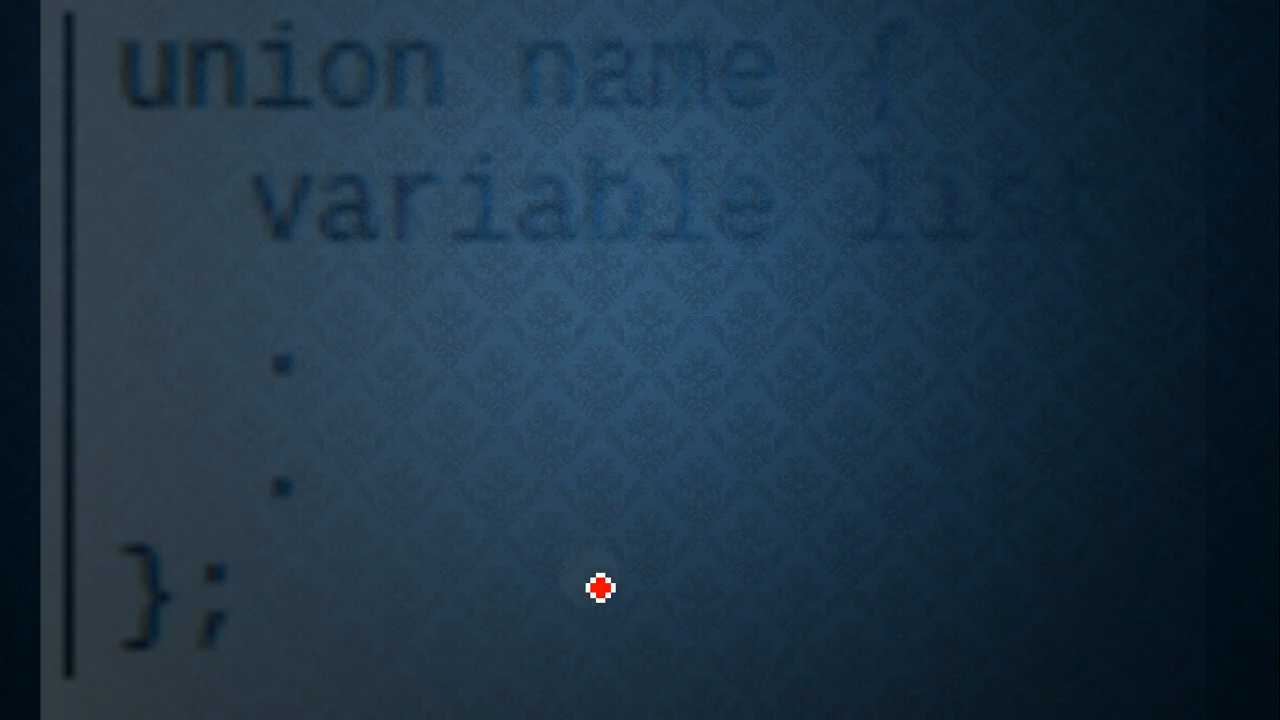 union name {
variable list
.
.
};